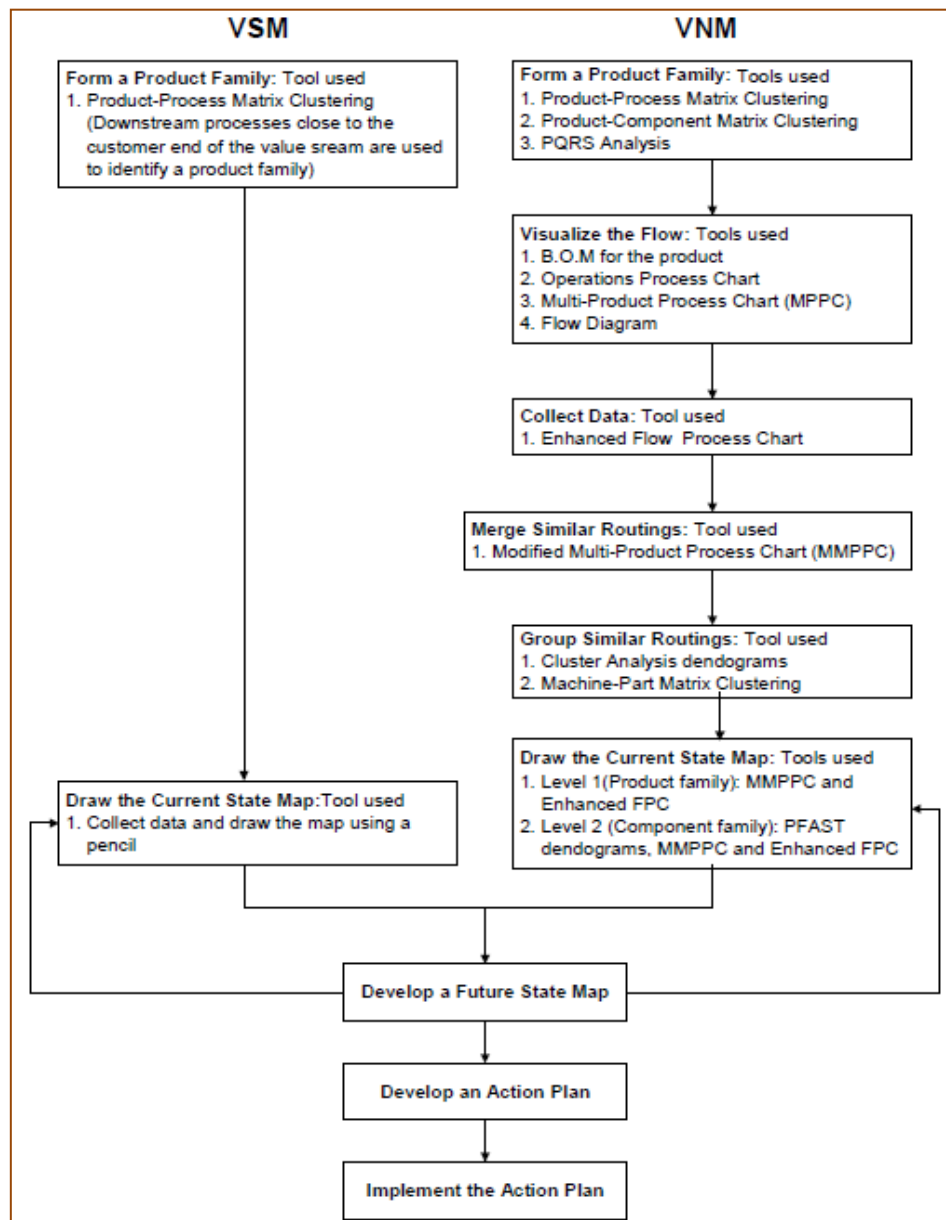 VSM
VNM
Form a Product Family: Tool used
1. Product-Process Matrix Clustering
(Downstream processes close to the
customer end of the value sream are used
to identify a product family)
Form a Product Family: Tools used
1. Product-Process Matrix Clustering
2. Product-Component Matrix Clustering
3. PQRS Analysis
Visualize the Flow: Tools used
1. B.O.M for the product
2. Operations Process Chart
3. Multi-Product Process Chart (MPPC)
4. Flow Diagram
Collect Data: Tool used
1. Enhanced Flow Process Chart
Merge Similar Routings: Tool used
1. Modified Multi-Product Process Chart (MMPPC)
Group Similar Routings: Tool used
1. Cluster Analysis dendograms
2. Machine-Part Matrix Clustering
Draw the Current State Map:Tool used
1. Collect data and draw the map using a
pencil
Draw the Current State Map: Tools used
1. Level 1(Product family): MMPPC and
Enhanced FPC
2. Level 2 (Component family): PFAST
dendograms, MMPPC and Enhanced FPC
Develop a Future State Map
Develop an Action Plan
Implement the Action Plan